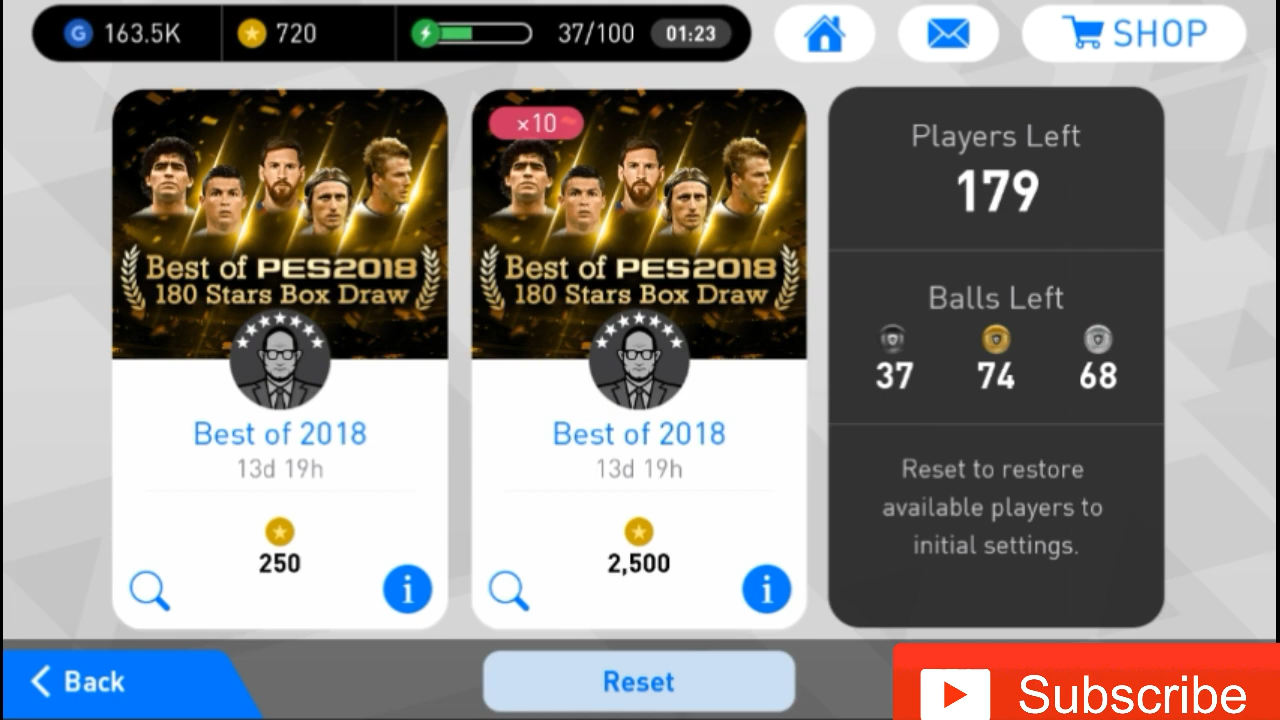 G 163.5K 720 37/100 01:23 SHOP
Best of PES2018
180 Stars Box Draw
Best of 2018
13d 19h
250
i
×10
Best of PES2018
180 Stars Box Draw
Best of 2018
13d 19h
2,500
i
Players Left
179
Balls Left
37 74 68
Reset to restore
available players to
initial settings.
Back
Reset
Subscribe